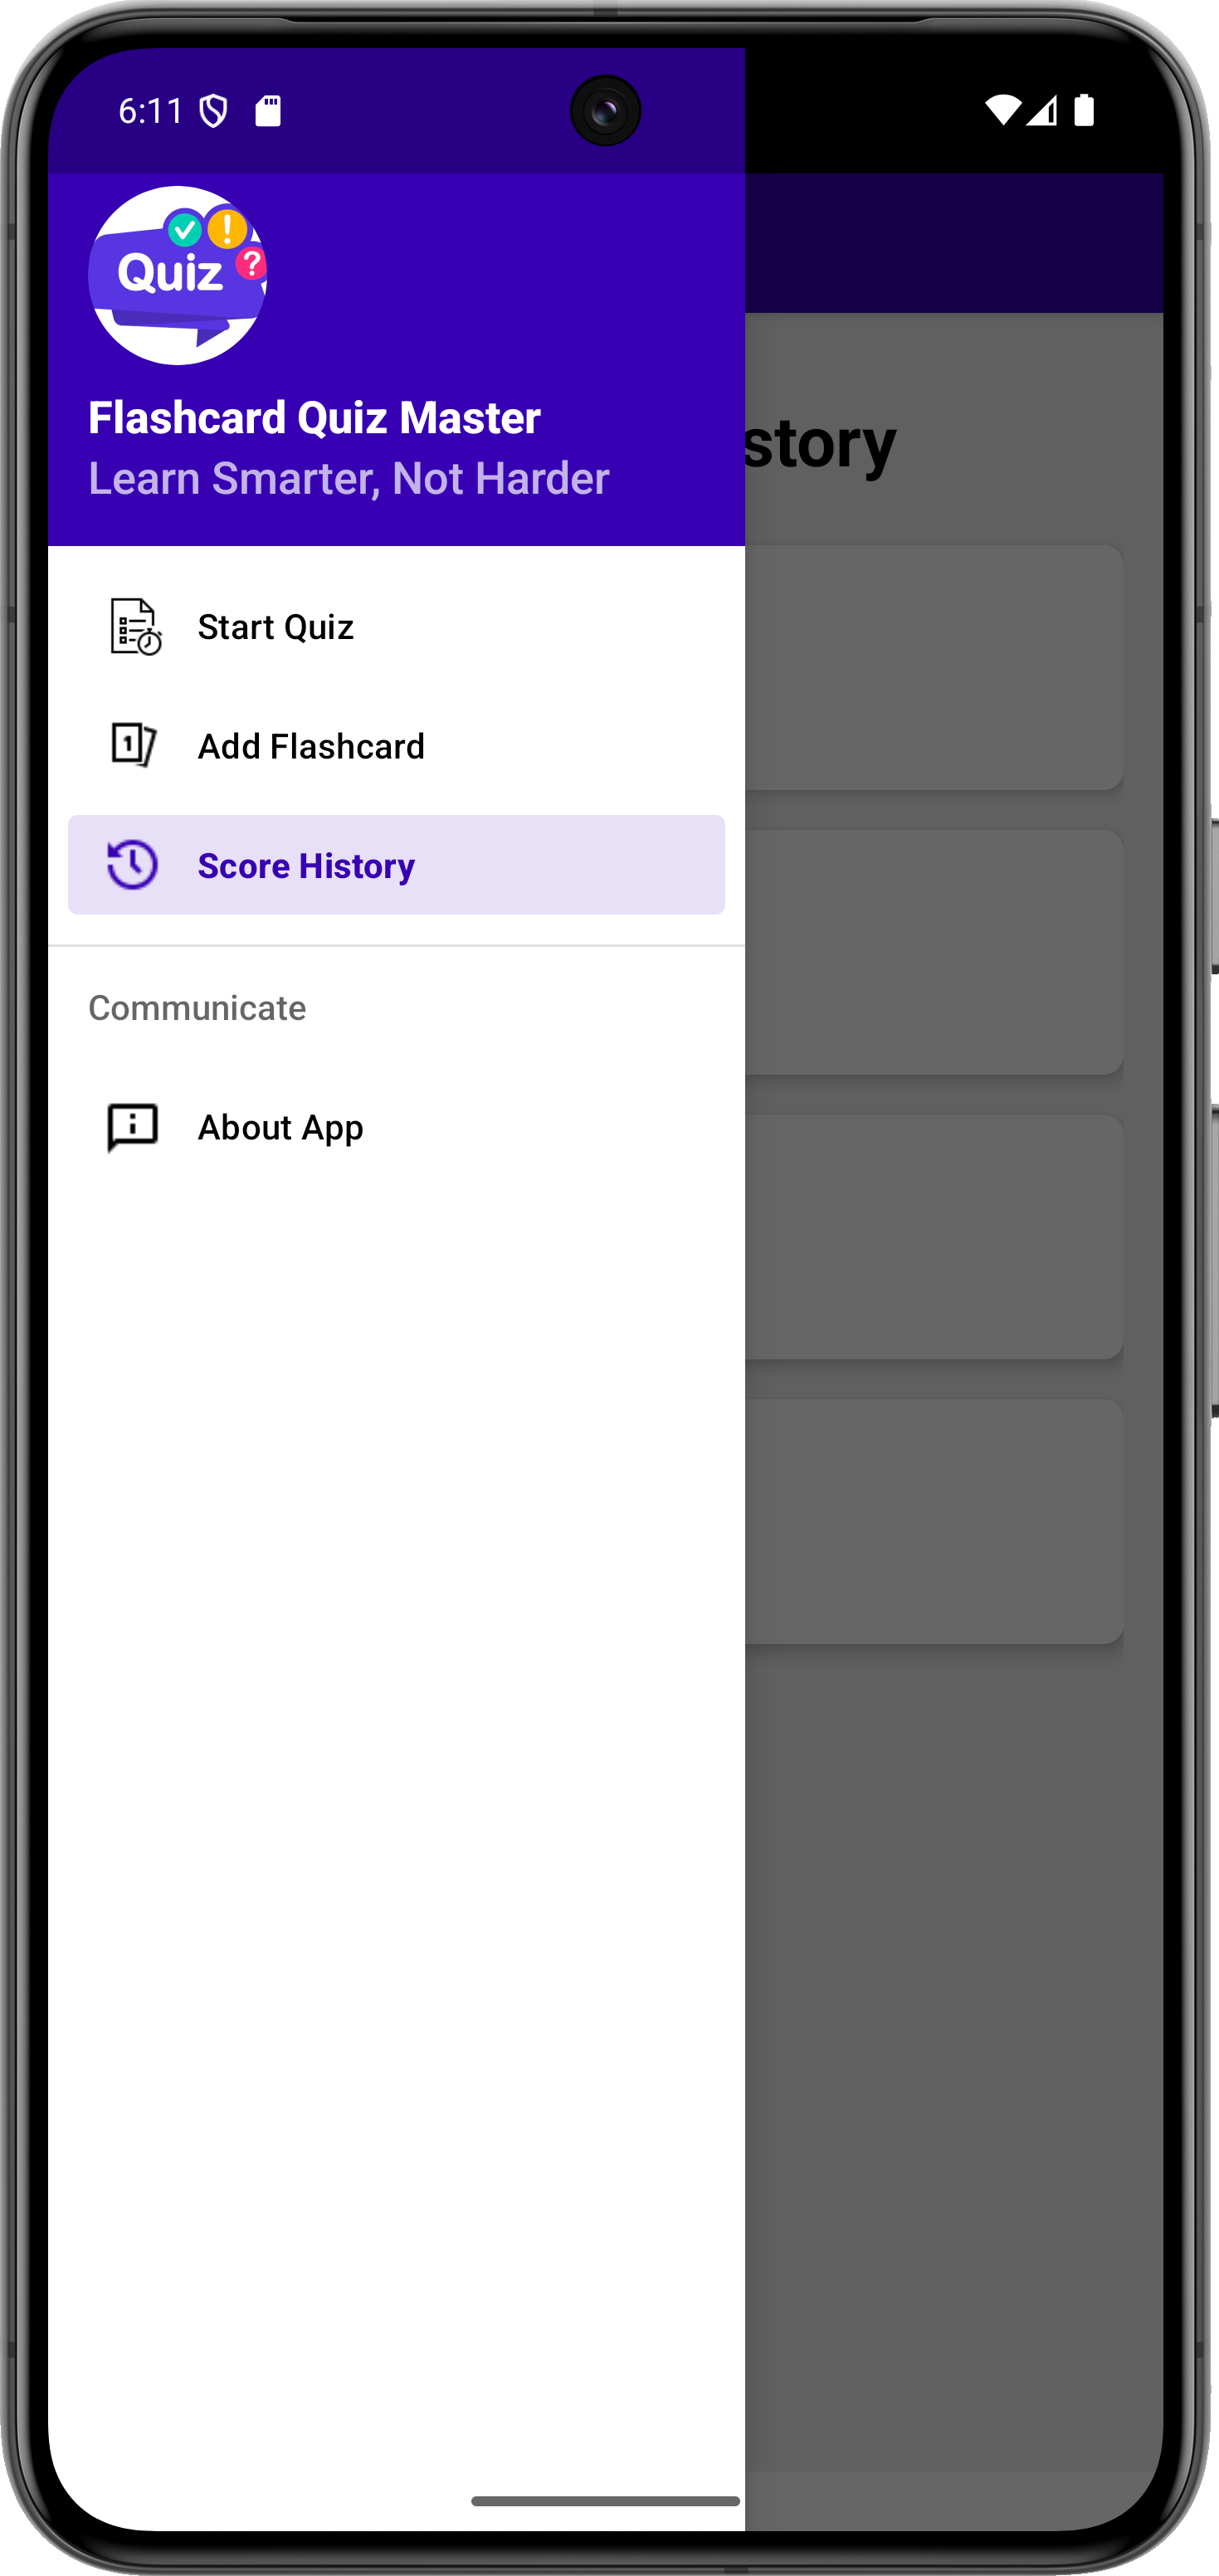 6:11
Quiz
Flashcard Quiz Master
Learn Smarter, Not Harder
story
Start Quiz
Add Flashcard
Score History
Communicate
About App